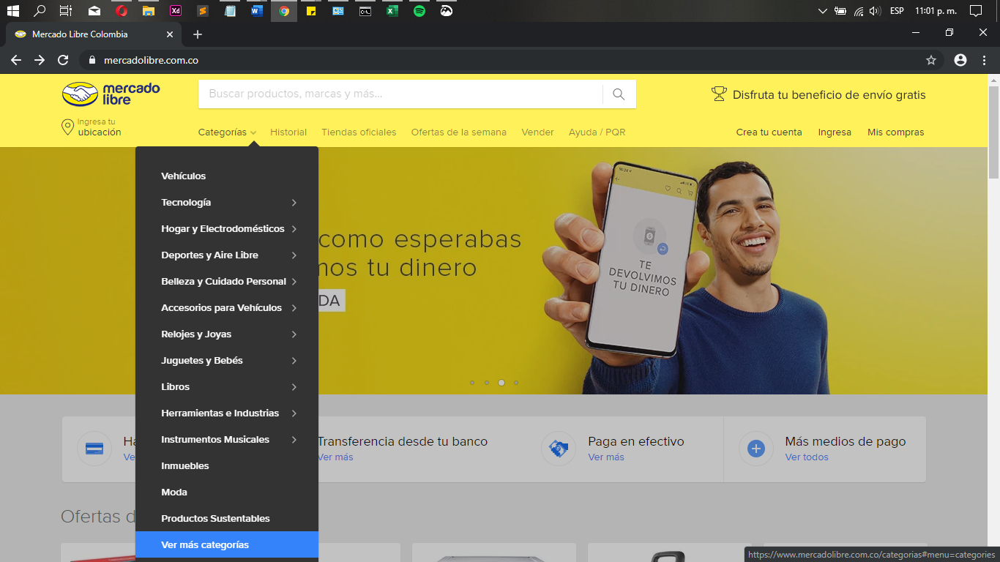 ESP
11:01 p. m.
Mercado Libre Colombia
mercadolibre.com.co
mercado
libre
Buscar productos, marcas y más...
Disfruta tu beneficio de envío gratis
Ingresa tu
ubicación
Categorías
Historial
Tiendas oficiales
Ofertas de la semana
Vender
Ayuda / PQR
Crea tu cuenta
Ingresa
Mis compras
Vehículos
Tecnología
Hogar y Electrodomésticos
Deportes y Aire Libre
Belleza y Cuidado Personal
Accesorios para Vehículos
Relojes y Joyas
Juguetes y Bebés
Libros
Herramientas e Industrias
Instrumentos Musicales
Inmuebles
Moda
Productos Sustentables
Ver más categorías
como esperabas
mos tu dinero
DA
16:26
TE
DEVOLVIMOS
TU DINERO
Ha
Ve
Transferencia desde tu banco
Ver más
Paga en efectivo
Ver más
Más medios de pago
Ver todos
Ofertas d
https://www.mercadolibre.com.co/categorias#menu=categories